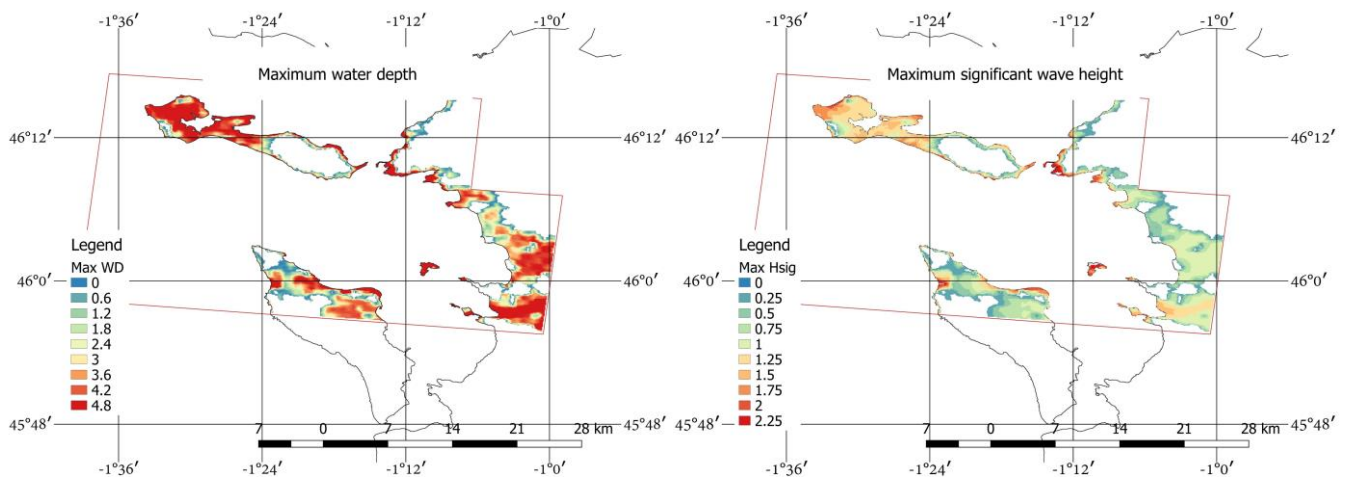 -1°36′ -1°24′ -1°12′ -1°0′
Maximum water depth
46°12′ 46°12′
Legend
Max WD
0
0.6
1.2
1.8
2.4
3
3.6
4.2
4.8
46°0′ 46°0′
45°48′ 45°48′
7 0 7 14 21 28 km
-1°36′ -1°24′ -1°12′ -1°0′
-1°36′ -1°24′ -1°12′ -1°0′
Maximum significant wave height
46°12′ 46°12′
Legend
Max Hsig
0
0.25
0.5
0.75
1
1.25
1.5
1.75
2
2.25
46°0′ 46°0′
45°48′ 45°48′
7 0 7 14 21 28 km
-1°36′ -1°24′ -1°12′ -1°0′